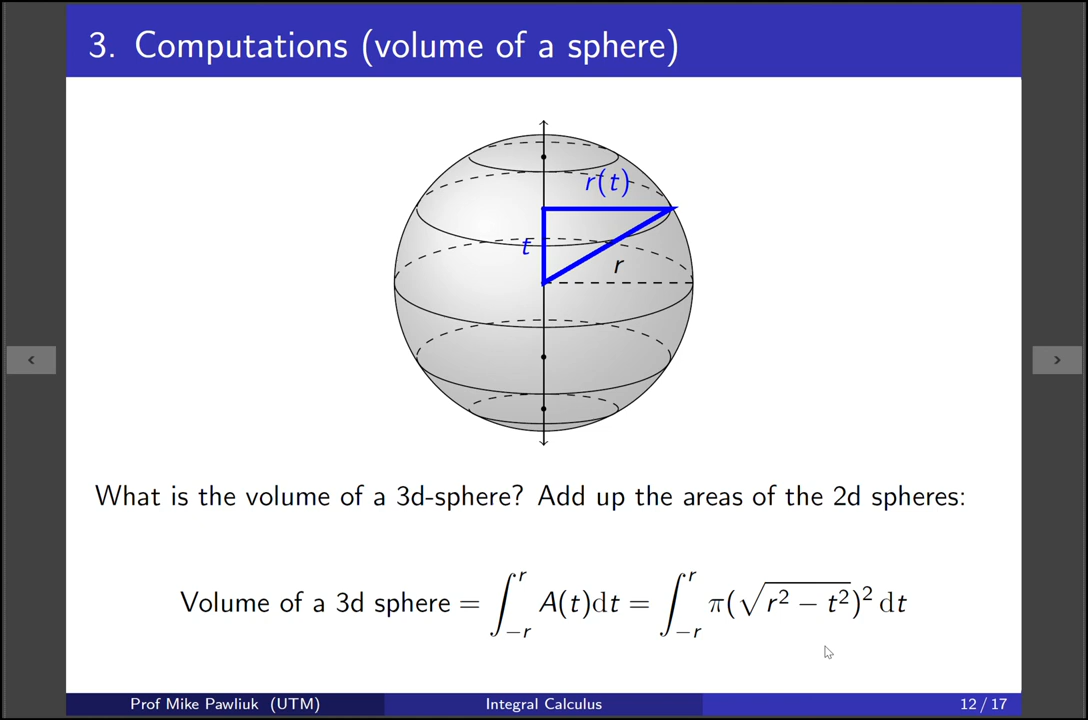 3. Computations (volume of a sphere)
r(t)
t
r
What is the volume of a 3d-sphere? Add up the areas of the 2d spheres:
Volume of a 3d sphere = ∫_{−r}^{r} A(t)dt = ∫_{−r}^{r} π(√(r² − t²))² dt
Prof Mike Pawliuk (UTM) Integral Calculus 12 / 17